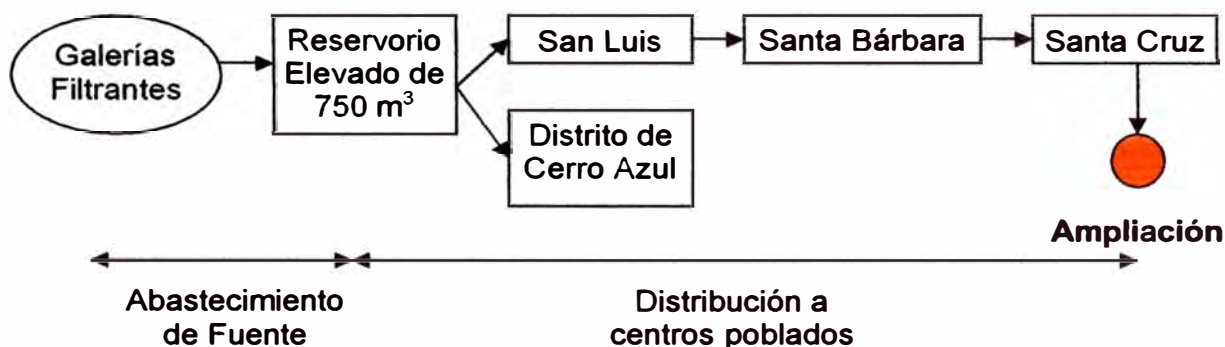 Galerías
Filtrantes
Reservorio
Elevado de
750 m³
San Luis
Santa Bárbara
Santa Cruz
Distrito de
Cerro Azul
Ampliación
Abastecimiento
de Fuente
Distribución a
centros poblados